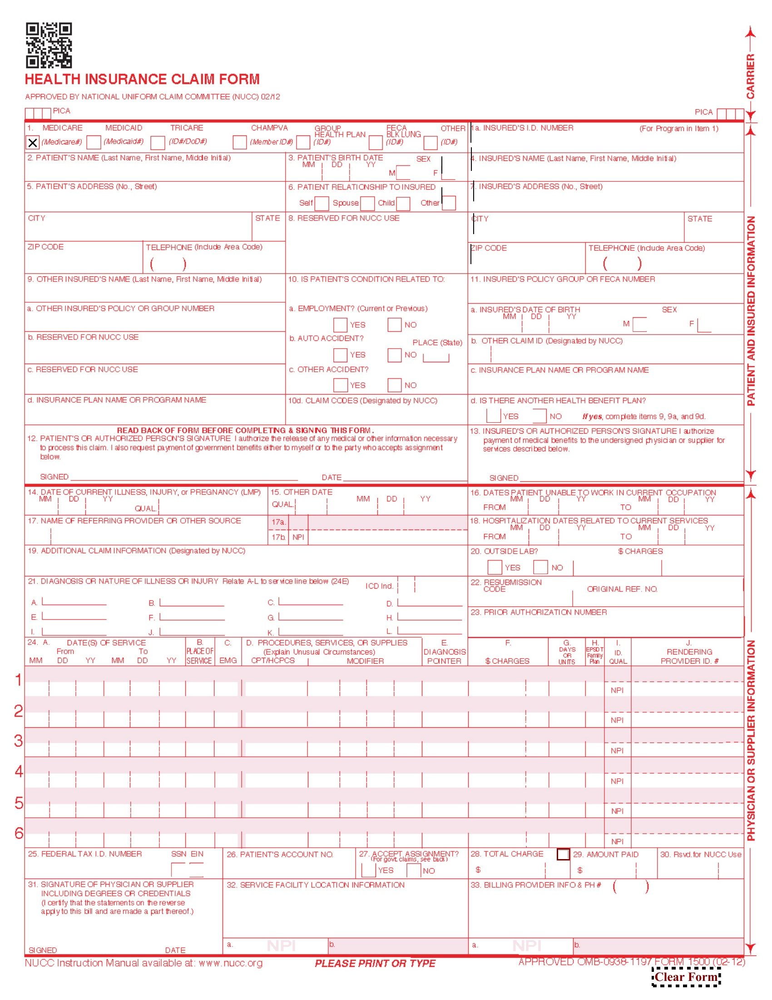 HEALTH INSURANCE CLAIM FORM
APPROVED BY NATIONAL UNIFORM CLAIM COMMITTEE (NUCC) 02/12
PICA
PICA
CARRIER
1. MEDICARE MEDICAID TRICARE CHAMPVA GROUP HEALTH PLAN FECA BLK LUNG OTHER
X (Medicare#) (Medicaid#) (ID#/DoD#) (Member ID#) (ID#) (ID#) (ID#)
1a. INSURED'S I.D. NUMBER (For Program in Item 1)
2. PATIENT'S NAME (Last Name, First Name, Middle Initial)
3. PATIENT'S BIRTH DATE SEX
MM DD YY M F
4. INSURED'S NAME (Last Name, First Name, Middle Initial)
5. PATIENT'S ADDRESS (No., Street)
6. PATIENT RELATIONSHIP TO INSURED
Self Spouse Child Other
7. INSURED'S ADDRESS (No., Street)
CITY STATE
8. RESERVED FOR NUCC USE
CITY STATE
ZIP CODE TELEPHONE (Include Area Code)
( )
ZIP CODE TELEPHONE (Include Area Code)
( )
9. OTHER INSURED'S NAME (Last Name, First Name, Middle Initial)
10. IS PATIENT'S CONDITION RELATED TO:
11. INSURED'S POLICY GROUP OR FECA NUMBER
a. OTHER INSURED'S POLICY OR GROUP NUMBER
a. EMPLOYMENT? (Current or Previous)
YES NO
a. INSURED'S DATE OF BIRTH SEX
MM DD YY M F
b. RESERVED FOR NUCC USE
b. AUTO ACCIDENT? PLACE (State)
YES NO
b. OTHER CLAIM ID (Designated by NUCC)
c. RESERVED FOR NUCC USE
c. OTHER ACCIDENT?
YES NO
c. INSURANCE PLAN NAME OR PROGRAM NAME
d. INSURANCE PLAN NAME OR PROGRAM NAME
10d. CLAIM CODES (Designated by NUCC)
d. IS THERE ANOTHER HEALTH BENEFIT PLAN?
YES NO If yes, complete items 9, 9a, and 9d.
READ BACK OF FORM BEFORE COMPLETING & SIGNING THIS FORM.
12. PATIENT'S OR AUTHORIZED PERSON'S SIGNATURE I authorize the release of any medical or other information necessary
to process this claim. I also request payment of government benefits either to myself or to the party who accepts assignment
below.
SIGNED DATE
13. INSURED'S OR AUTHORIZED PERSON'S SIGNATURE I authorize
payment of medical benefits to the undersigned physician or supplier for
services described below.
SIGNED
PATIENT AND INSURED INFORMATION
14. DATE OF CURRENT ILLNESS, INJURY, or PREGNANCY (LMP)
MM DD YY QUAL.
15. OTHER DATE
QUAL. MM DD YY
16. DATES PATIENT UNABLE TO WORK IN CURRENT OCCUPATION
MM DD YY MM DD YY
FROM TO
17. NAME OF REFERRING PROVIDER OR OTHER SOURCE
17a.
17b. NPI
18. HOSPITALIZATION DATES RELATED TO CURRENT SERVICES
MM DD YY MM DD YY
FROM TO
19. ADDITIONAL CLAIM INFORMATION (Designated by NUCC)
20. OUTSIDE LAB? $ CHARGES
YES NO
21. DIAGNOSIS OR NATURE OF ILLNESS OR INJURY Relate A-L to service line below (24E) ICD Ind.
A. B. C. D.
E. F. G. H.
I. J. K. L.
22. RESUBMISSION
CODE ORIGINAL REF. NO.
23. PRIOR AUTHORIZATION NUMBER
24. A. DATE(S) OF SERVICE
From To
MM DD YY MM DD YY
B.
PLACE OF
SERVICE
C.
EMG
D. PROCEDURES, SERVICES, OR SUPPLIES
(Explain Unusual Circumstances)
CPT/HCPCS MODIFIER
E.
DIAGNOSIS
POINTER
F.
$ CHARGES
G.
DAYS
OR
UNITS
H.
EPSDT
Family
Plan
I.
ID.
QUAL
J.
RENDERING
PROVIDER ID. #
1
NPI
2
NPI
3
NPI
4
NPI
5
NPI
6
NPI
25. FEDERAL TAX I.D. NUMBER SSN EIN
26. PATIENT'S ACCOUNT NO.
27. ACCEPT ASSIGNMENT?
(For govt. claims, see back)
YES NO
28. TOTAL CHARGE
$
29. AMOUNT PAID
$
30. Rsvd.for NUCC Use
31. SIGNATURE OF PHYSICIAN OR SUPPLIER
INCLUDING DEGREES OR CREDENTIALS
(I certify that the statements on the reverse
apply to this bill and are made a part thereof.)
SIGNED DATE
32. SERVICE FACILITY LOCATION INFORMATION
a. NPI b.
33. BILLING PROVIDER INFO & PH # ( )
a. NPI b.
PHYSICIAN OR SUPPLIER INFORMATION
NUCC Instruction Manual available at: www.nucc.org
PLEASE PRINT OR TYPE
APPROVED OMB-0938-1197 FORM 1500 (02-12)
Clear Form